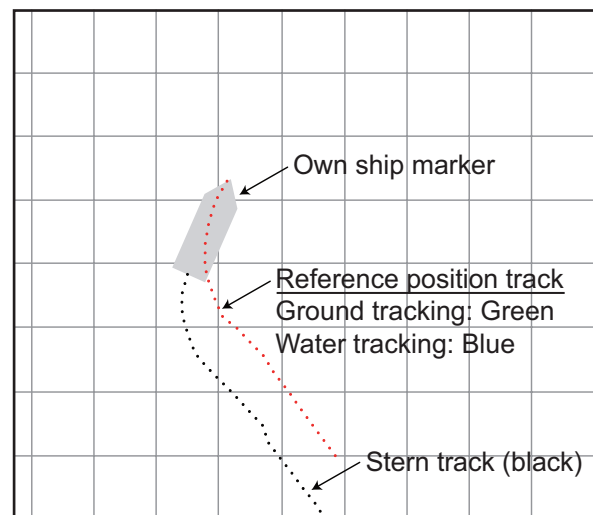 Own ship marker
Reference position track
Ground tracking: Green
Water tracking: Blue
Stern track (black)